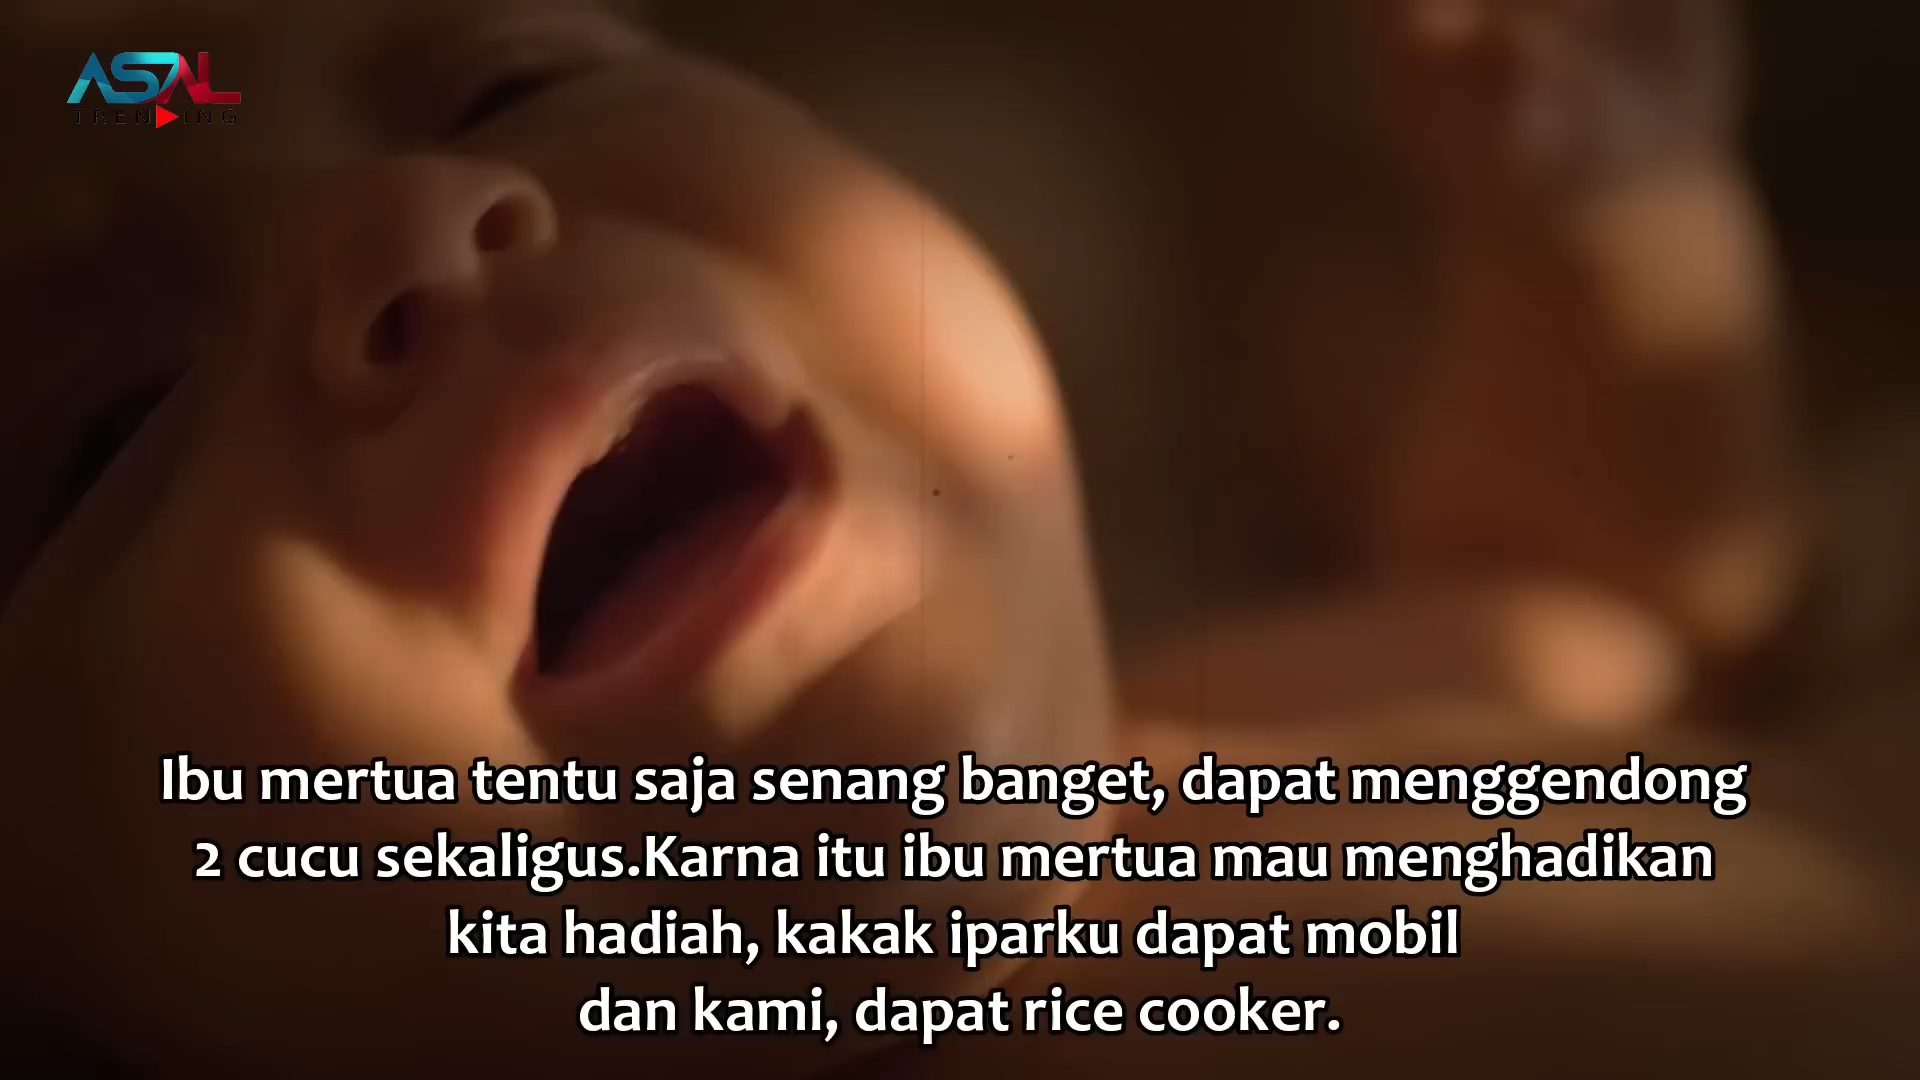 ASAL
TRENDING
Ibu mertua tentu saja senang banget, dapat menggendong
2 cucu sekaligus.Karna itu ibu mertua mau menghadikan
kita hadiah, kakak iparku dapat mobil
dan kami, dapat rice cooker.